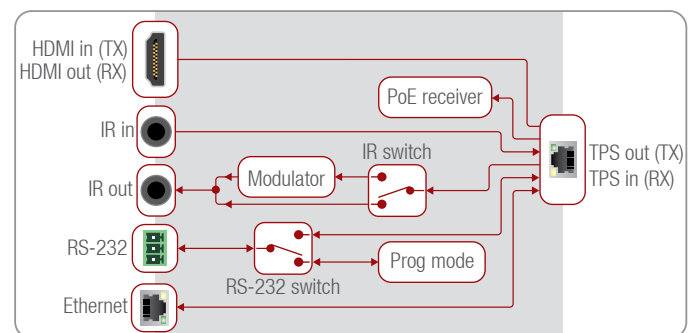 HDMI in (TX)
HDMI out (RX)
PoE receiver
IR in
IR switch
TPS out (TX)
TPS in (RX)
IR out
Modulator
RS-232
Prog mode
RS-232 switch
Ethernet